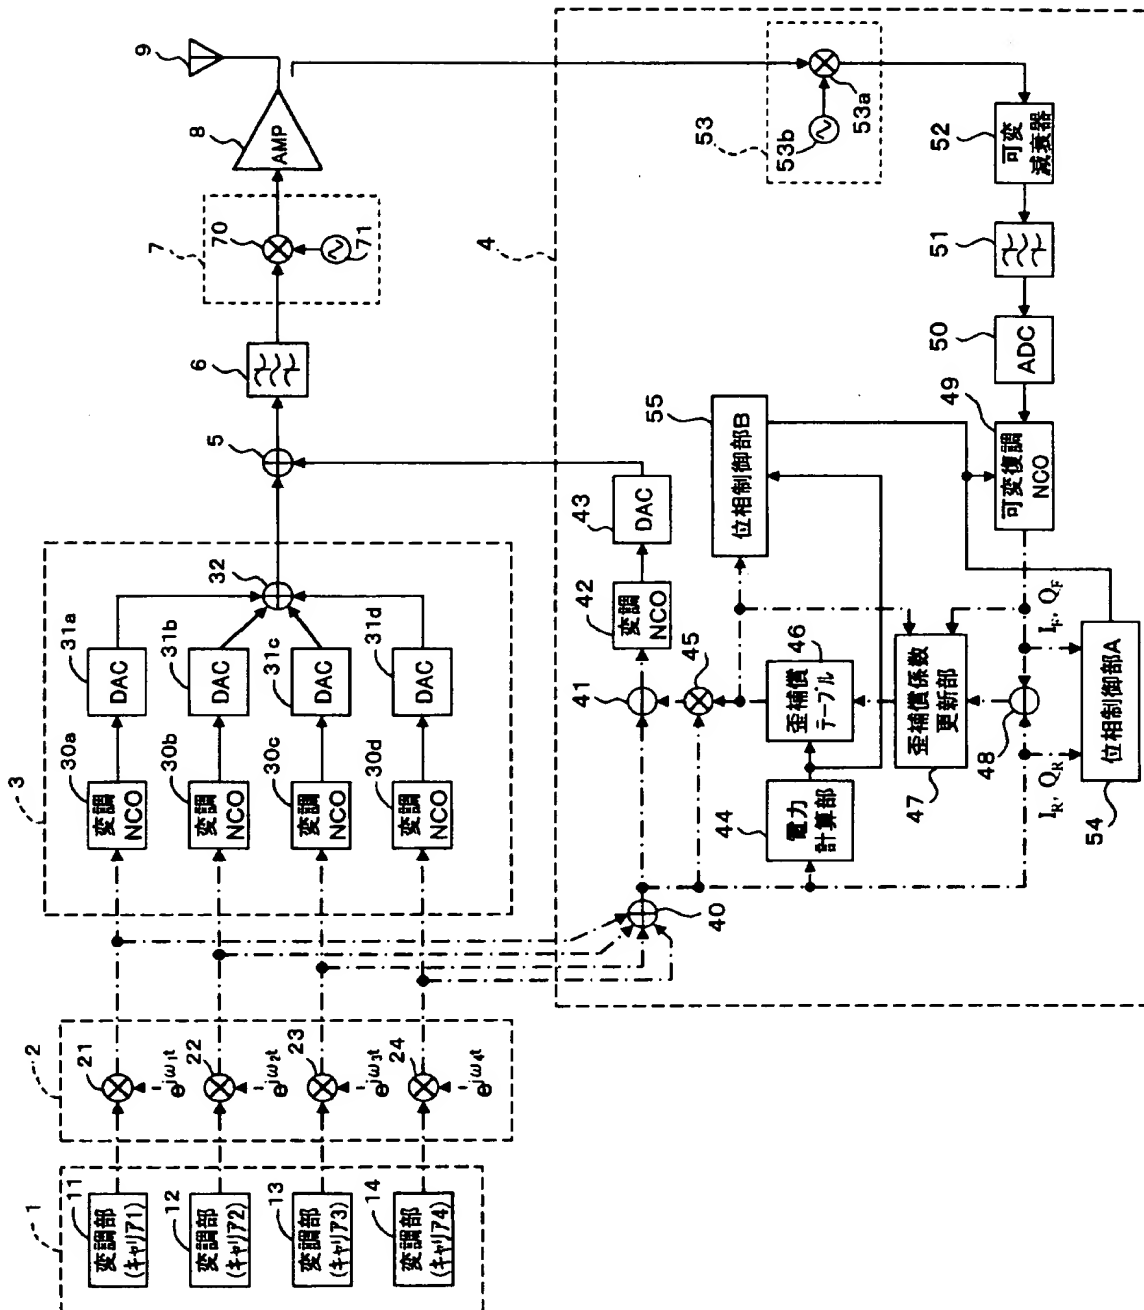 1
11
変調部
(キャリア1)
12
変調部
(キャリア2)
13
変調部
(キャリア3)
14
変調部
(キャリア4)
2
21
e^jω1t
22
e^jω2t
23
e^jω3t
24
e^jω4t
3
30a
変調
NCO
30b
変調
NCO
30c
変調
NCO
30d
変調
NCO
31a
DAC
31b
DAC
31c
DAC
31d
DAC
32
5
6
7
70
71
8
AMP
9
4
40
41
42
変調
NCO
43
DAC
44
電力
計算部
45
46
歪補償
テーブル
47
歪補償係数
更新部
48
49
可変復調
NCO
50
ADC
51
52
可変
減衰器
53
53a
53b
54
位相制御部A
55
位相制御部B
IR, QR
IF, QF